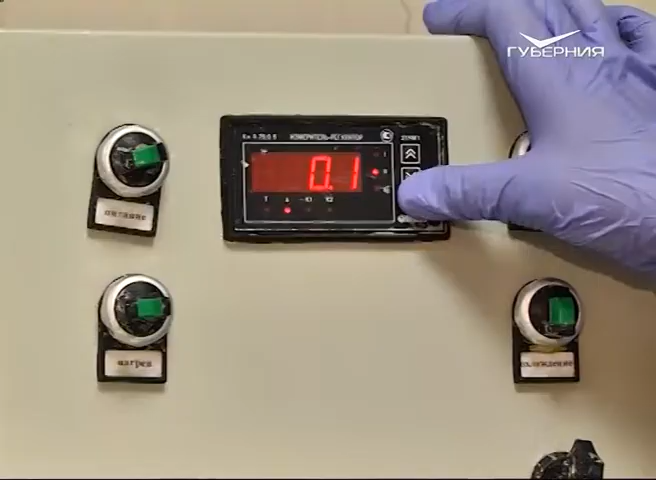 ГУБЕРНИЯ
ИЗМЕРИТЕЛЬ-РЕГУЛЯТОР
0.1
питание
нагрев
охлаждение